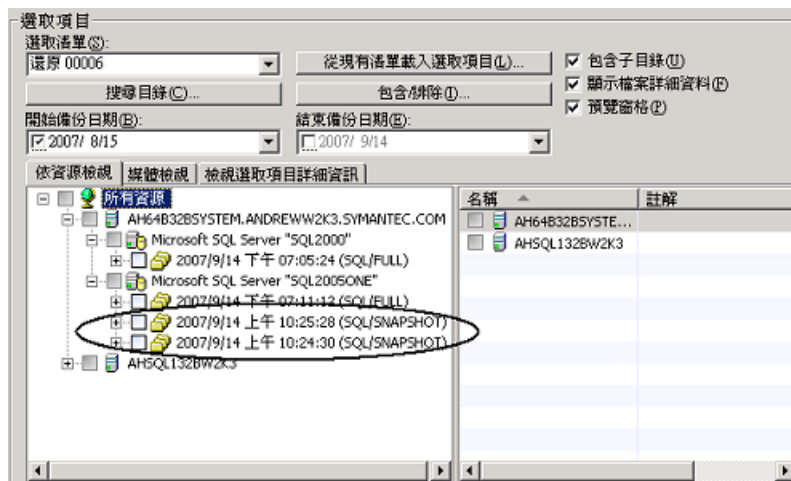 選取項目
選取清單(S):
還原 00006
從現有清單載入選取項目(L)...
包含子目錄(U)
搜尋目錄(C)...
包含/排除(I)...
顯示檔案詳細資料(F)
預覽窗格(P)
開始備份日期(B):
結束備份日期(E):
2007/ 8/15
2007/ 9/14
依資源檢視
媒體檢視
檢視選取項目詳細資訊
所有資源
AH64B32BSYSTEM.ANDREWW2K3.SYMANTEC.COM
Microsoft SQL Server "SQL2000"
2007/9/14 下午 07:05:24 (SQL/FULL)
Microsoft SQL Server "SQL2005ONE"
2007/9/14 下午 07:11:12 (SQL/FULL)
2007/9/14 上午 10:25:28 (SQL/SNAPSHOT)
2007/9/14 上午 10:24:30 (SQL/SNAPSHOT)
AHSQL132BW2K3
名稱
註解
AH64B32BSYSTE...
AHSQL132BW2K3